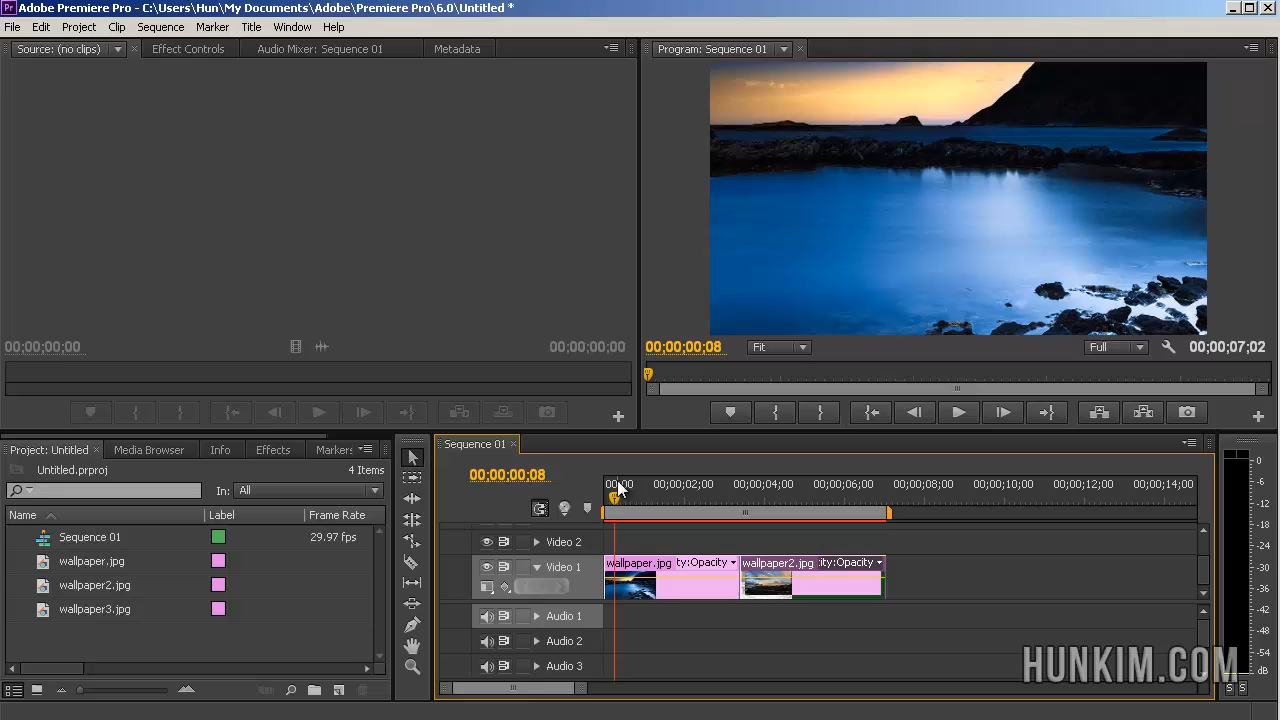 Adobe Premiere Pro - C:\Users\Hun\My Documents\Adobe\Premiere Pro\6.0\Untitled *
File Edit Project Clip Sequence Marker Title Window Help
Source: (no clips) Effect Controls Audio Mixer: Sequence 01 Metadata
Program: Sequence 01
00;00;00;00 00;00;00;00
00;00;00;08 Fit Full 00;00;07;02
Project: Untitled Media Browser Info Effects Markers
Untitled.prproj 4 Items
In: All
Name Label Frame Rate
Sequence 01 29.97 fps
wallpaper.jpg
wallpaper2.jpg
wallpaper3.jpg
Sequence 01
00;00;00;08
00;00 00;00;02;00 00;00;04;00 00;00;06;00 00;00;08;00 00;00;10;00 00;00;12;00 00;00;14;00
Video 2
Video 1 wallpaper.jpg ty:Opacity wallpaper2.jpg ity:Opacity
Audio 1
Audio 2
Audio 3
0
-6
-12
-18
-24
-30
-36
-42
-48
-54
dB
S S
HUNKIM.COM